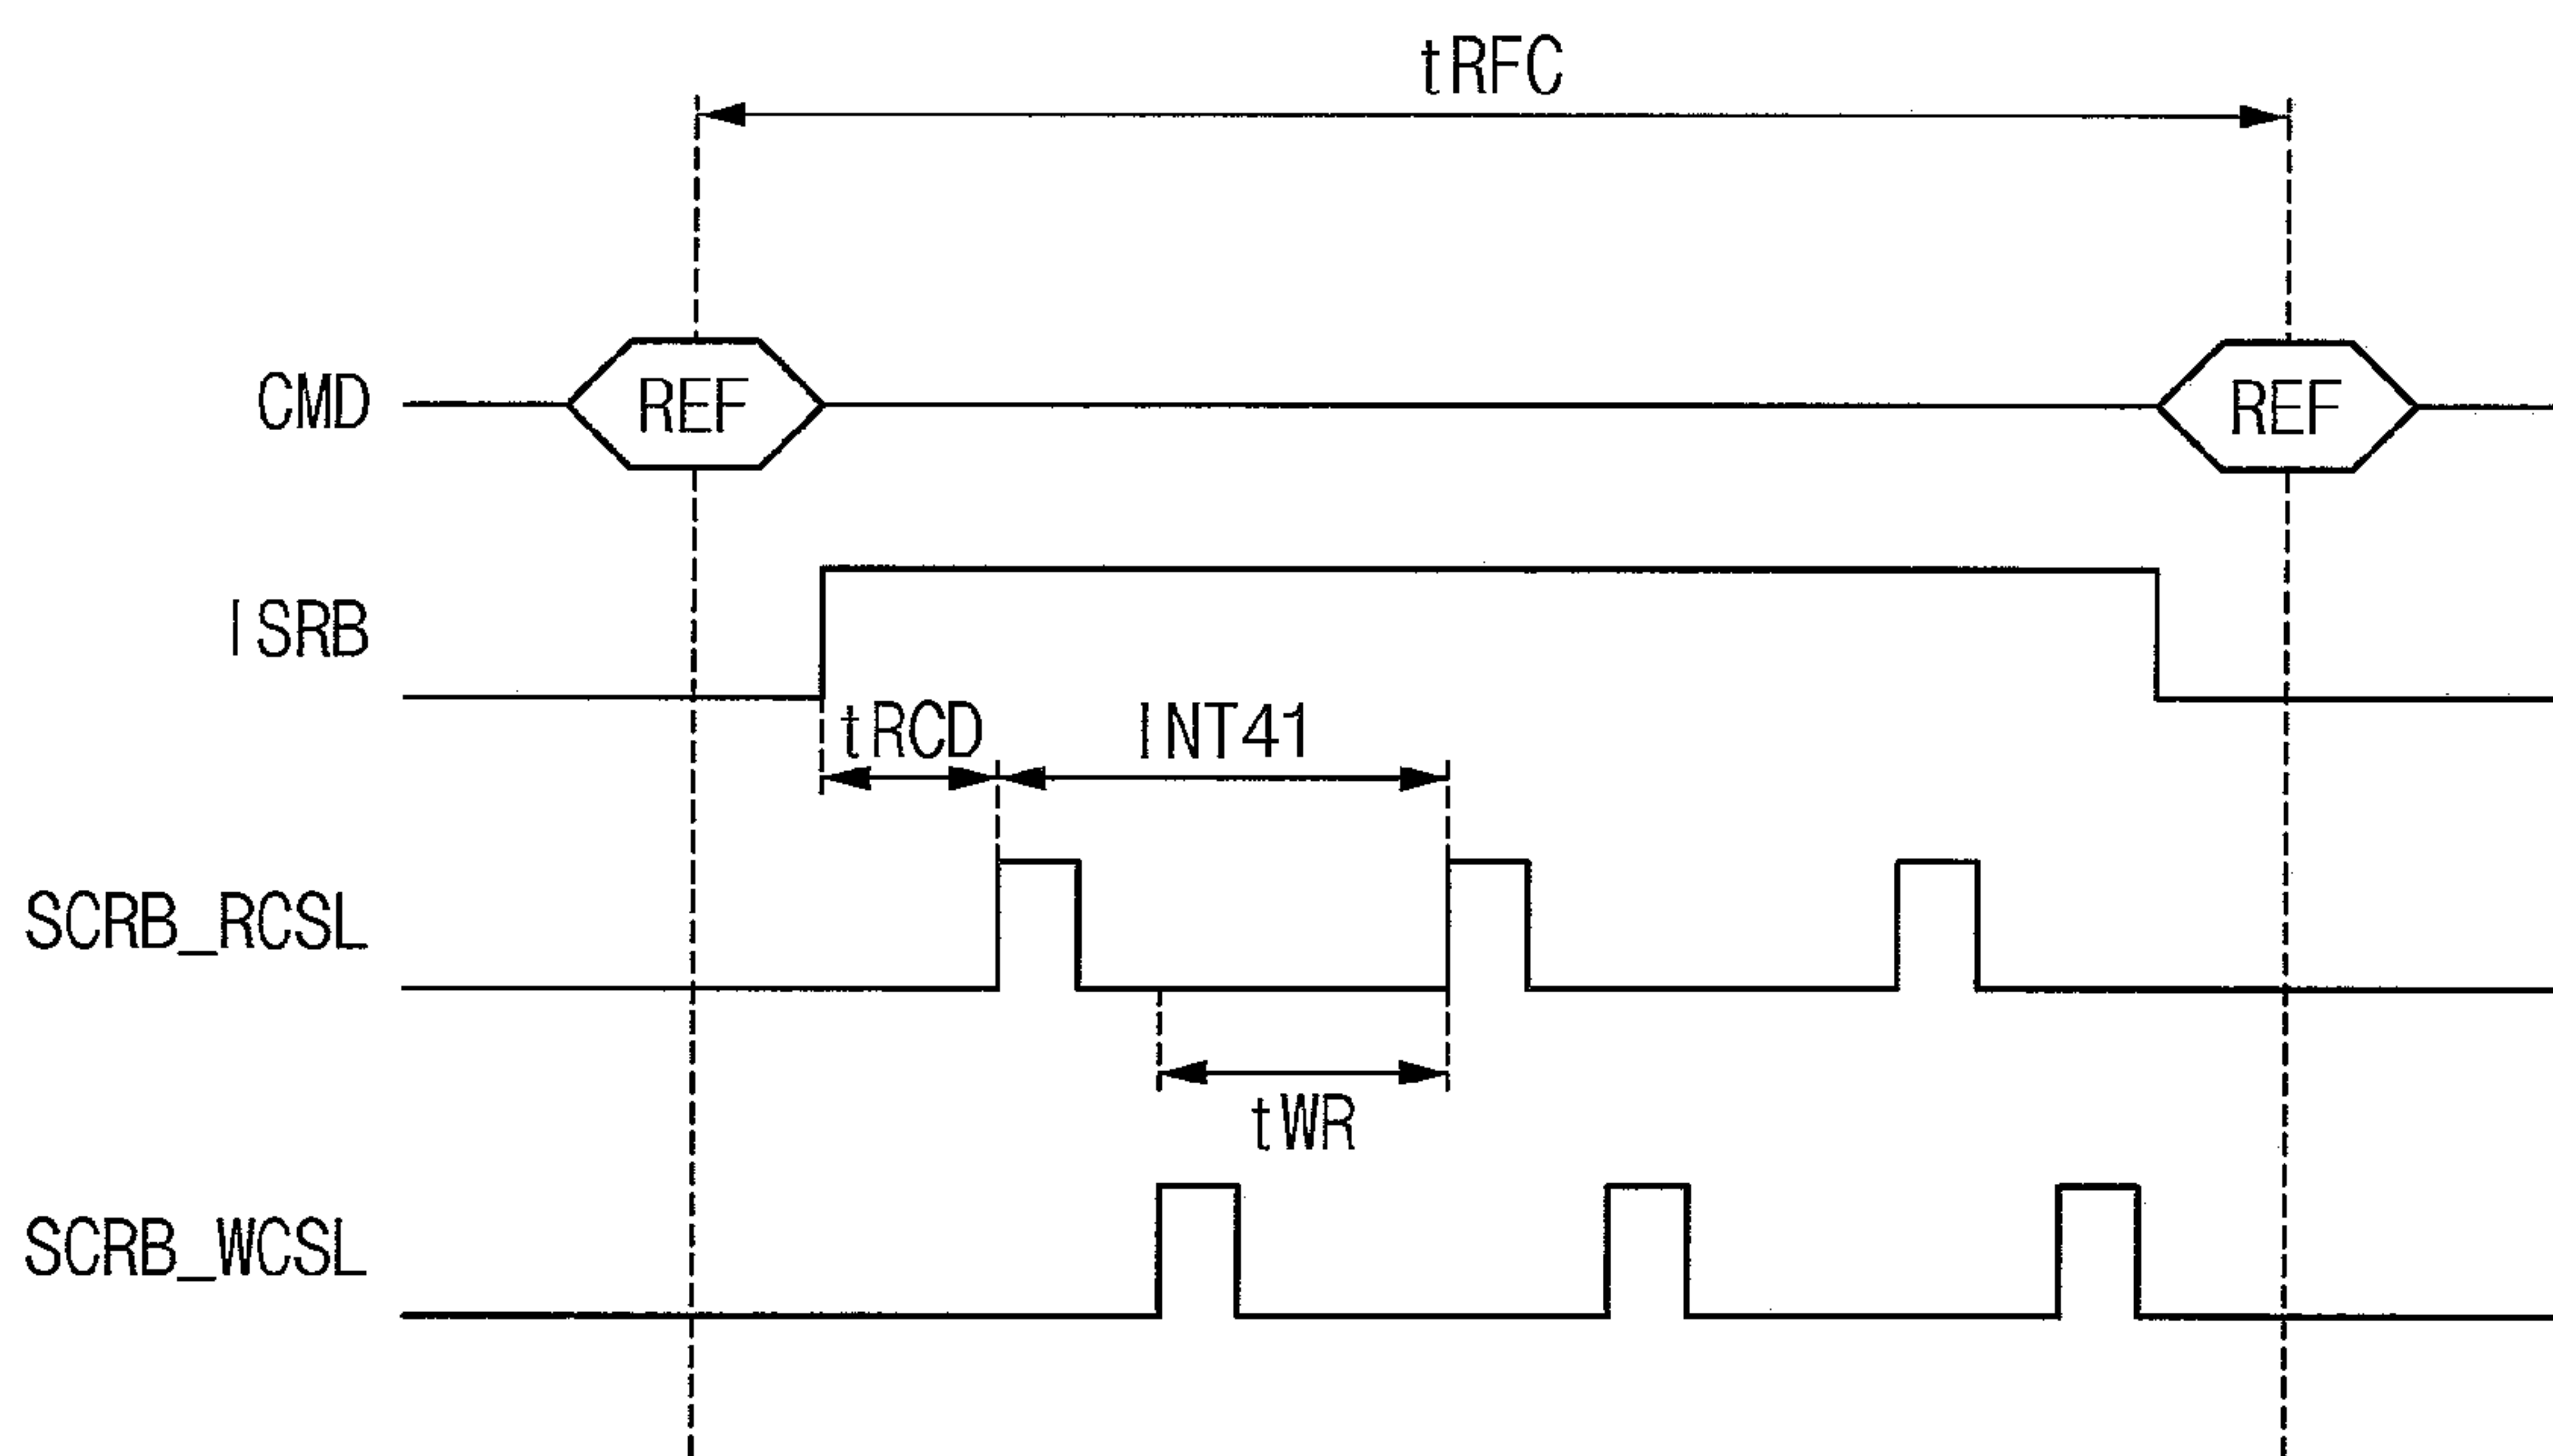 tRFC
CMD REF REF
ISRB
tRCD INT41
SCRB_RCSL
tWR
SCRB_WCSL